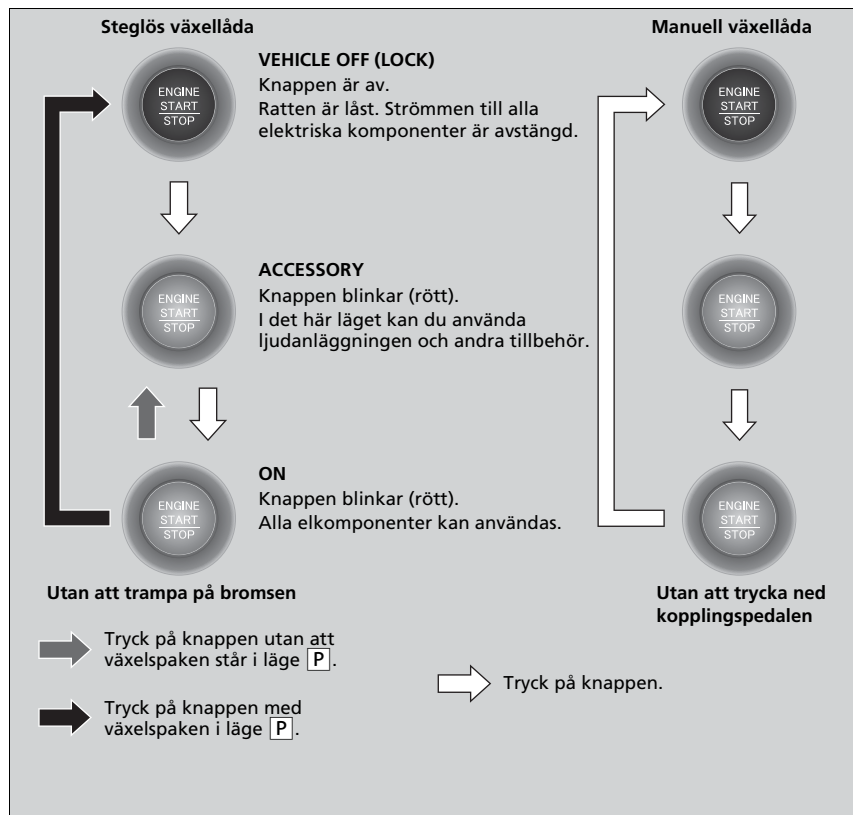 Steglös växellåda
Manuell växellåda
ENGINE
START
STOP
VEHICLE OFF (LOCK)
Knappen är av.
Ratten är låst. Strömmen till alla
elektriska komponenter är avstängd.
ENGINE
START
STOP
ENGINE
START
STOP
ACCESSORY
Knappen blinkar (rött).
I det här läget kan du använda
ljudanläggningen och andra tillbehör.
ENGINE
START
STOP
ENGINE
START
STOP
ON
Knappen blinkar (rött).
Alla elkomponenter kan användas.
ENGINE
START
STOP
Utan att trampa på bromsen
Utan att trycka ned
kopplingspedalen
Tryck på knappen utan att
växelspaken står i läge P.
Tryck på knappen.
Tryck på knappen med
växelspaken i läge P.